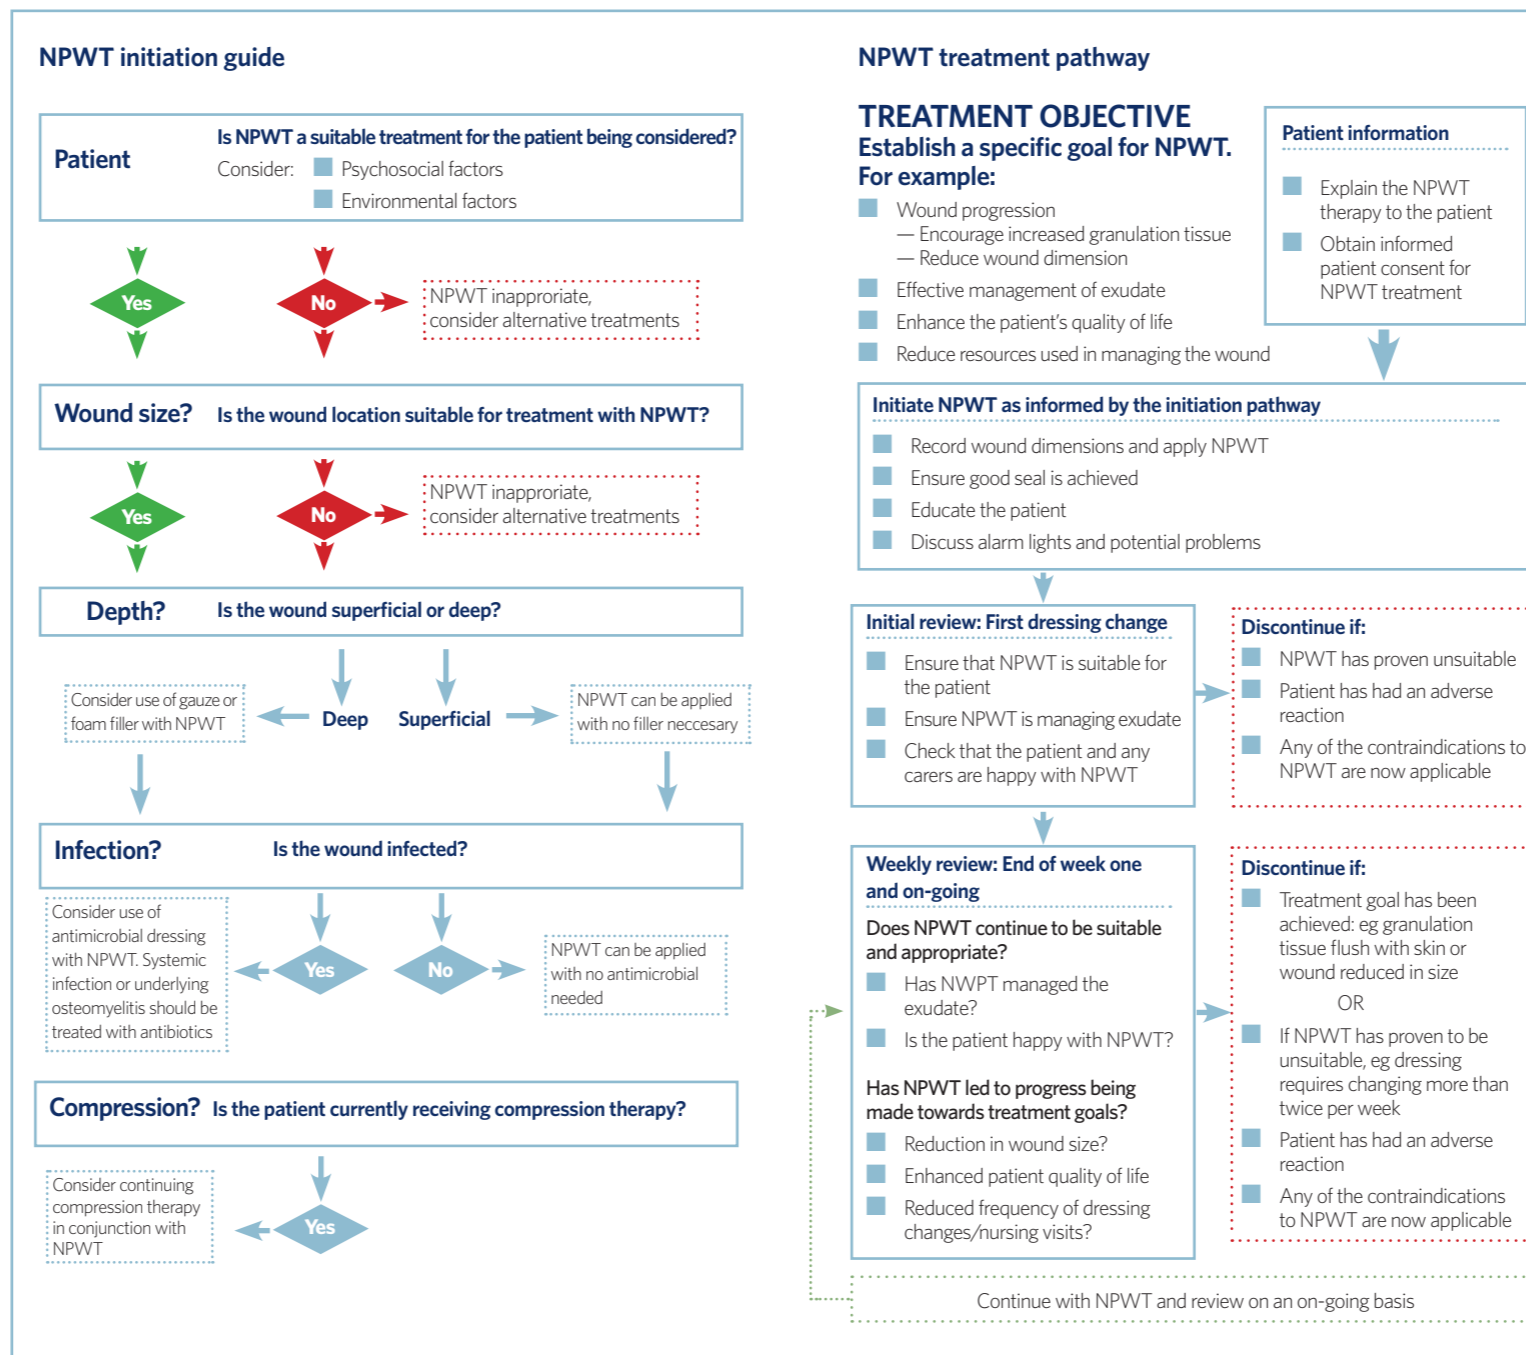 NPWT initiation guide
Patient
Is NPWT a suitable treatment for the patient being considered?
Consider:
Psychosocial factors
Environmental factors
Yes
No
NPWT inapproriate,
consider alternative treatments
Wound size?
Is the wound location suitable for treatment with NPWT?
Yes
No
NPWT inapproriate,
consider alternative treatments
Depth?
Is the wound superficial or deep?
Consider use of gauze or
foam filler with NPWT
Deep
Superficial
NPWT can be applied
with no filler neccesary
Infection?
Is the wound infected?
Consider use of
antimicrobial dressing
with NPWT. Systemic
infection or underlying
osteomyelitis should be
treated with antibiotics
Yes
No
NPWT can be applied
with no antimicrobial
needed
Compression?
Is the patient currently receiving compression therapy?
Consider continuing
compression therapy
in conjunction with
NPWT
Yes
NPWT treatment pathway
TREATMENT OBJECTIVE
Establish a specific goal for NPWT.
For example:
Wound progression
— Encourage increased granulation tissue
— Reduce wound dimension
Effective management of exudate
Enhance the patient's quality of life
Reduce resources used in managing the wound
Patient information
Explain the NPWT
therapy to the patient
Obtain informed
patient consent for
NPWT treatment
Initiate NPWT as informed by the initiation pathway
Record wound dimensions and apply NPWT
Ensure good seal is achieved
Educate the patient
Discuss alarm lights and potential problems
Initial review: First dressing change
Ensure that NPWT is suitable for
the patient
Ensure NPWT is managing exudate
Check that the patient and any
carers are happy with NPWT
Discontinue if:
NPWT has proven unsuitable
Patient has had an adverse
reaction
Any of the contraindications to
NPWT are now applicable
Weekly review: End of week one
and on-going
Does NPWT continue to be suitable
and appropriate?
Has NWPT managed the
exudate?
Is the patient happy with NPWT?
Has NPWT led to progress being
made towards treatment goals?
Reduction in wound size?
Enhanced patient quality of life
Reduced frequency of dressing
changes/nursing visits?
Discontinue if:
Treatment goal has been
achieved: eg granulation
tissue flush with skin or
wound reduced in size
OR
If NPWT has proven to be
unsuitable, eg dressing
requires changing more than
twice per week
Patient has had an adverse
reaction
Any of the contraindications
to NPWT are now applicable
Continue with NPWT and review on an on-going basis